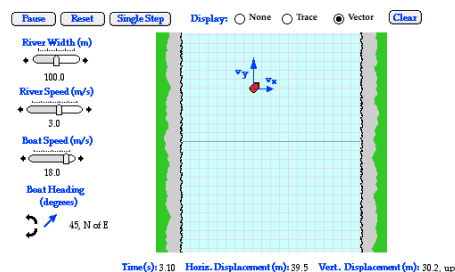 Pause Reset Single Step Display: None Trace Vector Clear
River Width (m)
100.0
River Speed (m/s)
3.0
Boat Speed (m/s)
18.0
Boat Heading
(degrees)
45, N of E
v y
v x
Time(s): 3.10 Horiz. Displacement (m): 39.5 Vert. Displacement (m): 30.2, up